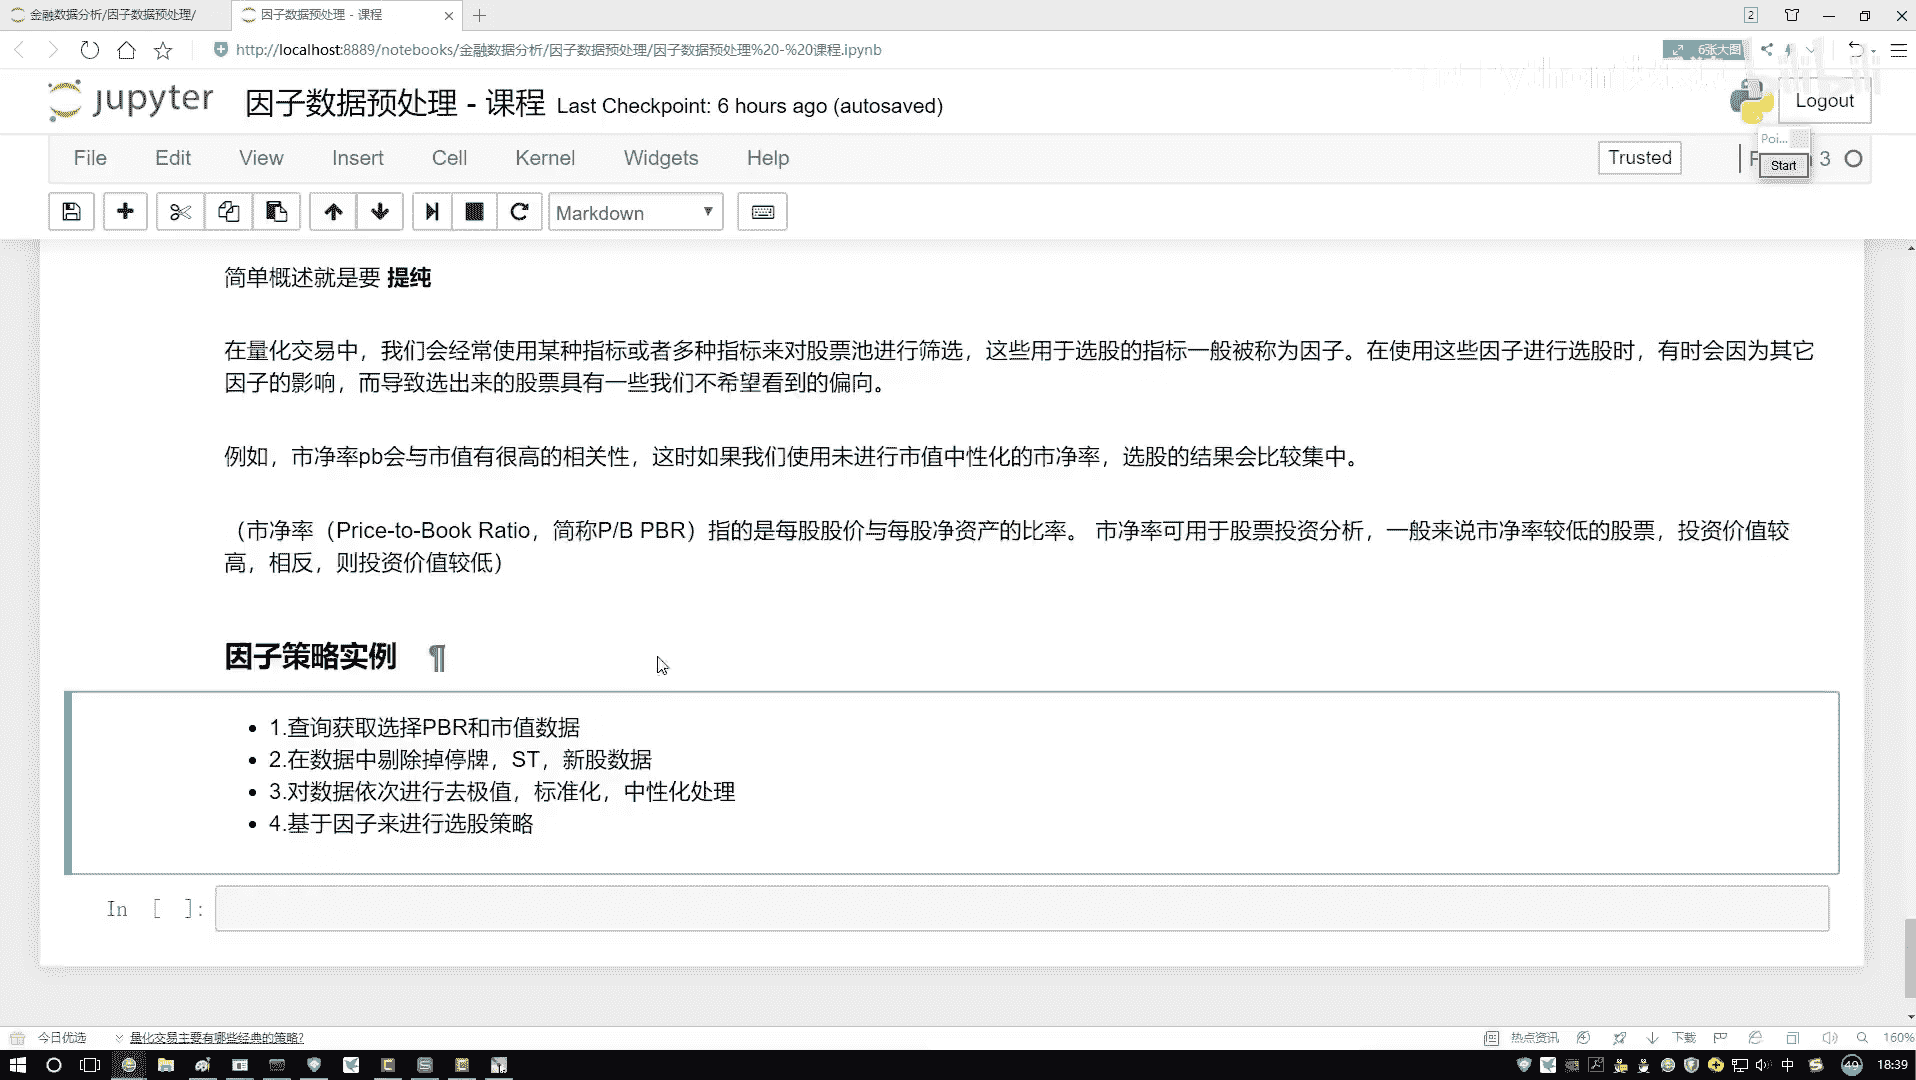 金融数据分析/因子数据预处理/
因子数据预处理 - 课程
2
http://localhost:8889/notebooks/金融数据分析/因子数据预处理/因子数据预处理%20-%20课程.ipynb
6张大图
bilibili
jupyter 因子数据预处理 - 课程 Last Checkpoint: 6 hours ago (autosaved)
Logout
File Edit View Insert Cell Kernel Widgets Help
Trusted
Poi...
Start
3
Markdown
简单概述就是要 提纯
在量化交易中，我们会经常使用某种指标或者多种指标来对股票池进行筛选，这些用于选股的指标一般被称为因子。在使用这些因子进行选股时，有时会因为其它
因子的影响，而导致选出来的股票具有一些我们不希望看到的偏向。
例如，市净率pb会与市值有很高的相关性，这时如果我们使用未进行市值中性化的市净率，选股的结果会比较集中。
（市净率（Price-to-Book Ratio，简称P/B PBR）指的是每股股价与每股净资产的比率。 市净率可用于股票投资分析，一般来说市净率较低的股票，投资价值较
高，相反，则投资价值较低）
因子策略实例 ¶
• 1.查询获取选择PBR和市值数据
• 2.在数据中剔除掉停牌，ST，新股数据
• 3.对数据依次进行去极值，标准化，中性化处理
• 4.基于因子来进行选股策略
In [ ]:
今日优选
量化交易主要有哪些经典的策略?
热点资讯
下载
160%
中
49
18:39